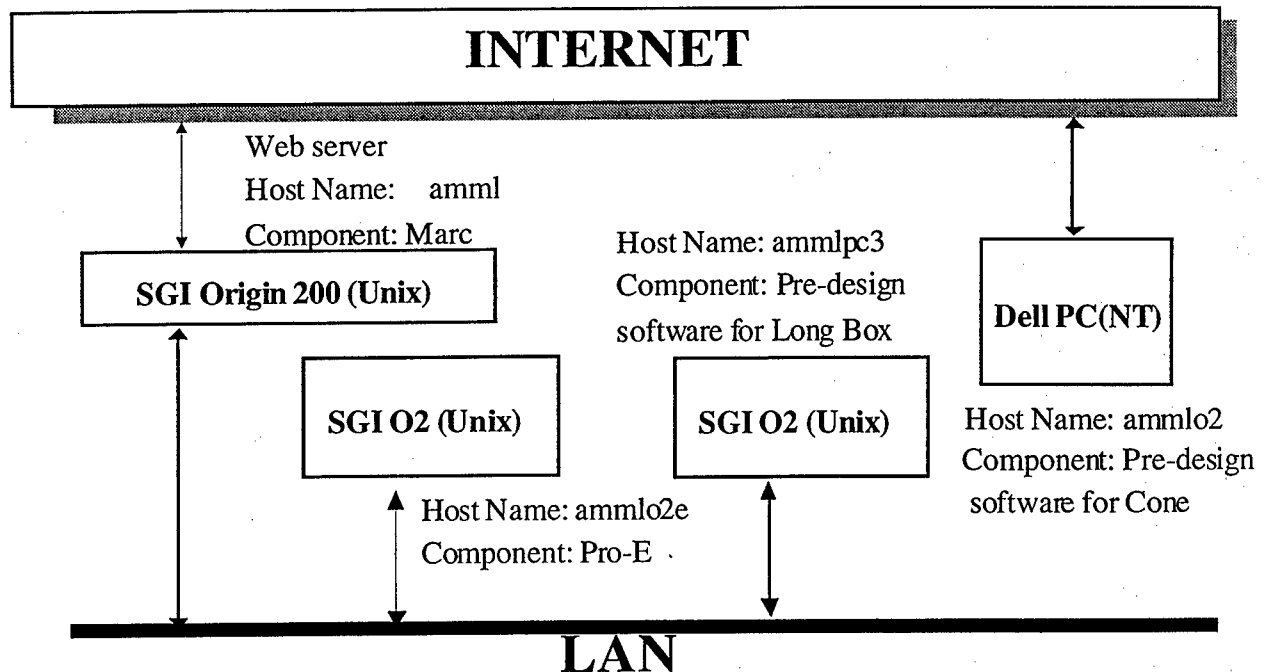 INTERNET
Web server
Host Name: amml
Component: Marc
SGI Origin 200 (Unix)
Host Name: ammlpc3
Component: Pre-design
software for Long Box
Dell PC(NT)
SGI O2 (Unix)
SGI O2 (Unix)
Host Name: ammlo2
Component: Pre-design
software for Cone
Host Name: ammlo2e
Component: Pro-E
LAN